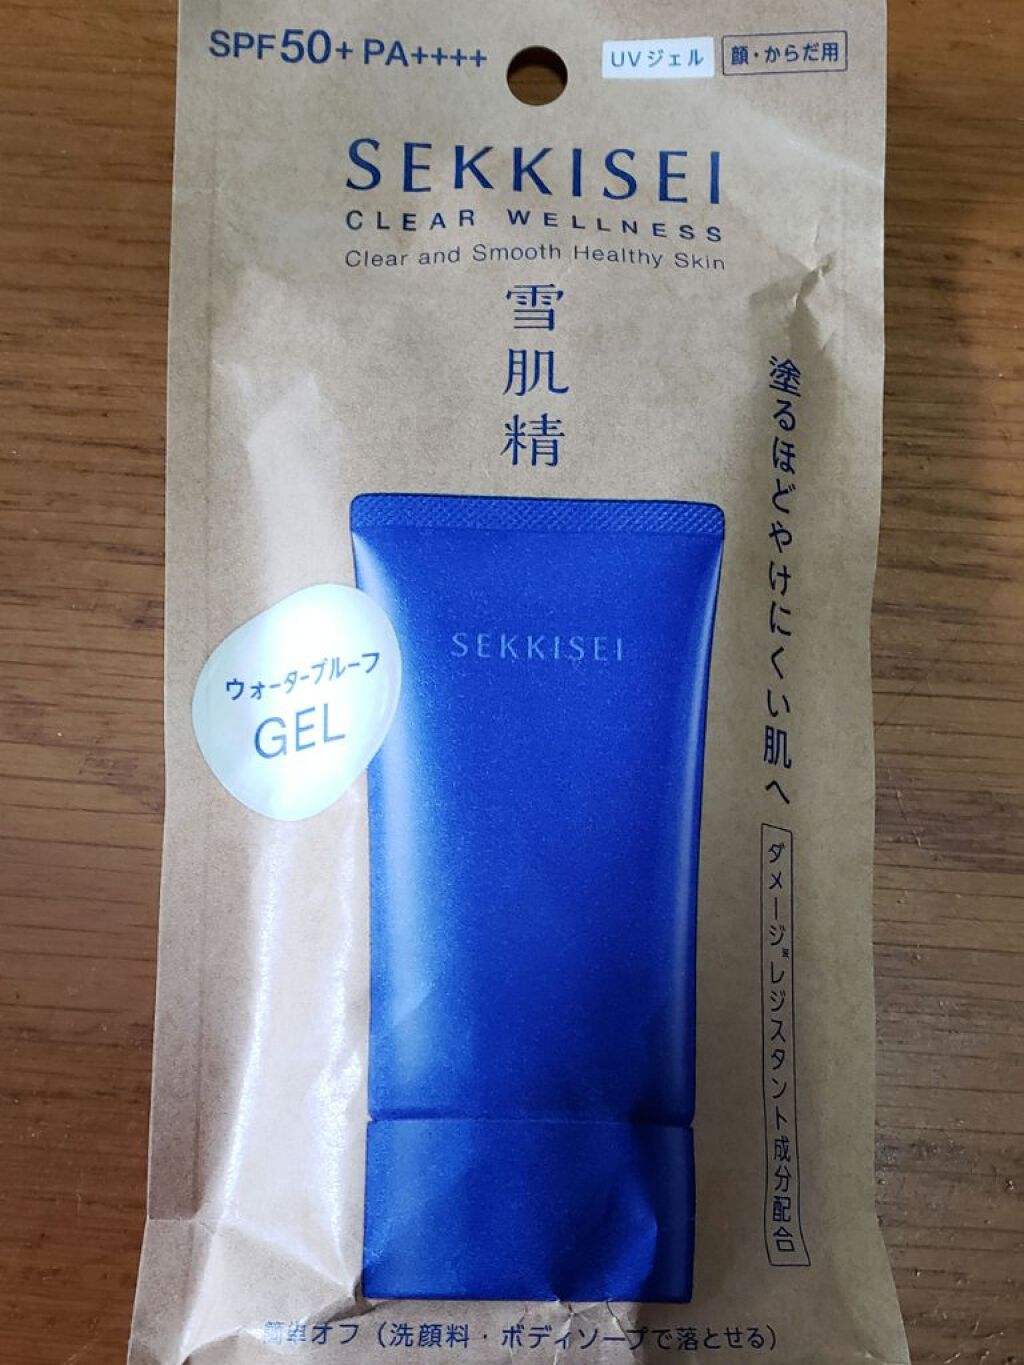 SPF50+ PA++++
UVジェル
顔・からだ用
SEKKISEI
CLEAR WELLNESS
Clear and Smooth Healthy Skin
雪肌精
塗るほどやけにくい肌へ
ダメージ※レジスタント成分配合
SEKKISEI
ウォータープルーフ
GEL
簡単オフ（洗顔料・ボディソープで落とせる）